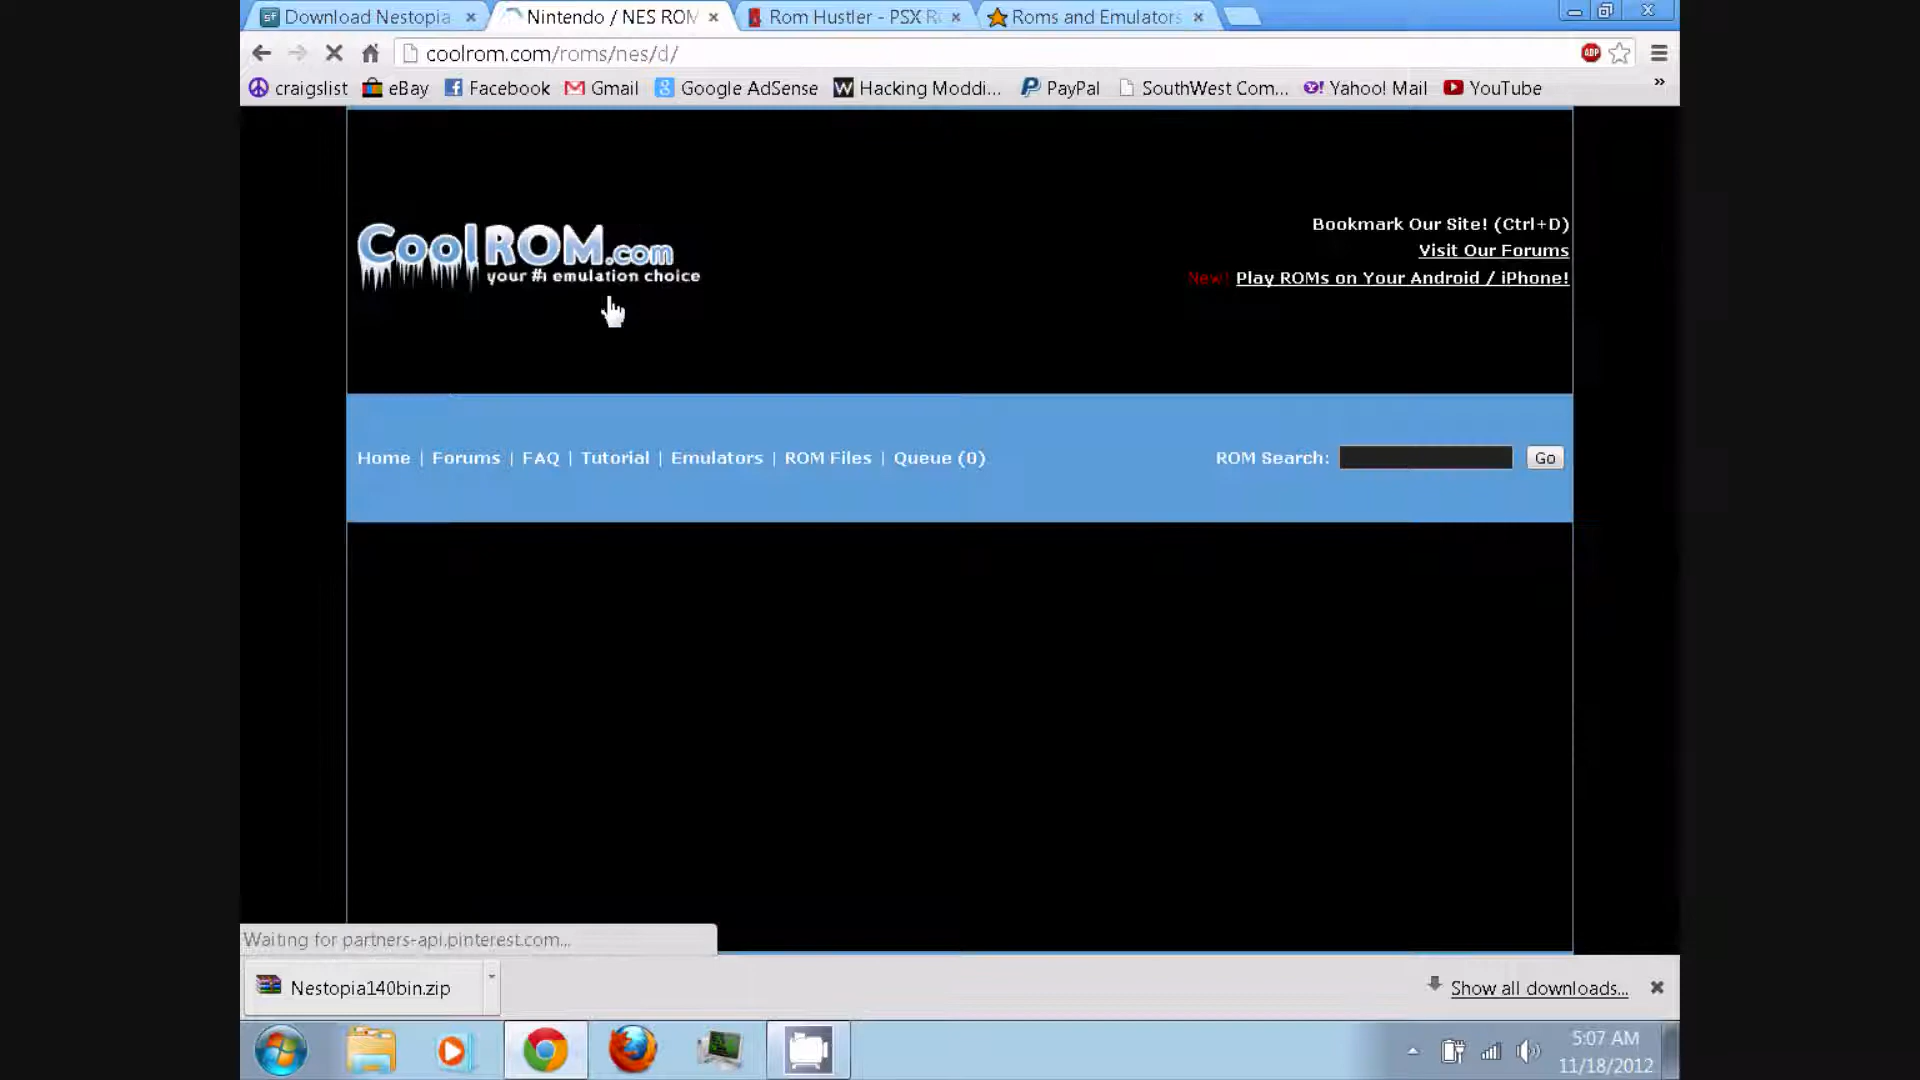 Download Nestopia
Nintendo / NES ROM
Rom Hustler - PSX R
Roms and Emulators
coolrom.com/roms/nes/d/
ABP
craigslist eBay Facebook Gmail Google AdSense Hacking Moddi... PayPal SouthWest Com... Yahoo! Mail YouTube »
CoolROM.com
your #1 emulation choice
Bookmark Our Site! (Ctrl+D)
Visit Our Forums
New! Play ROMs on Your Android / iPhone!
Home | Forums | FAQ | Tutorial | Emulators | ROM Files | Queue (0)
ROM Search: Go
Waiting for partners-api.pinterest.com...
Nestopia140bin.zip
Show all downloads...
5:07 AM
11/18/2012